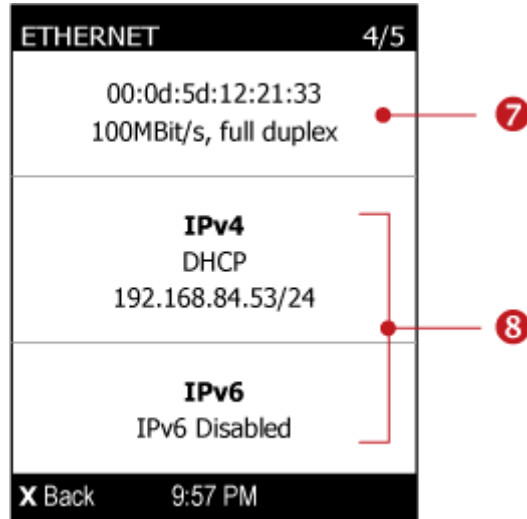 ETHERNET 4/5
00:0d:5d:12:21:33
100MBit/s, full duplex
7
IPv4
DHCP
192.168.84.53/24
8
IPv6
IPv6 Disabled
X Back 9:57 PM